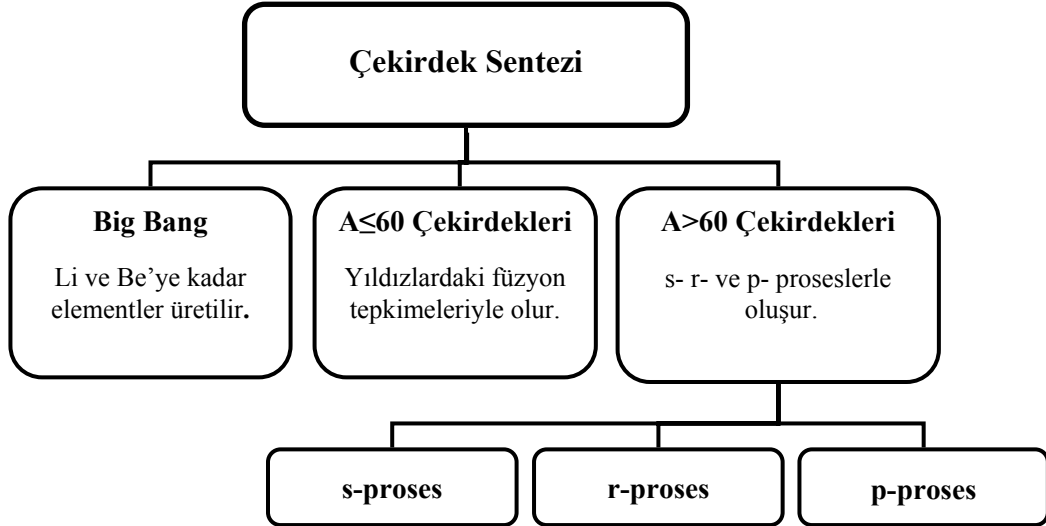 Çekirdek Sentezi
Big Bang
Li ve Be’ye kadar
elementler üretilir.
A≤60 Çekirdekleri
Yıldızlardaki füzyon
tepkimeleriyle olur.
A>60 Çekirdekleri
s- r- ve p- proseslerle
oluşur.
s-proses
r-proses
p-proses